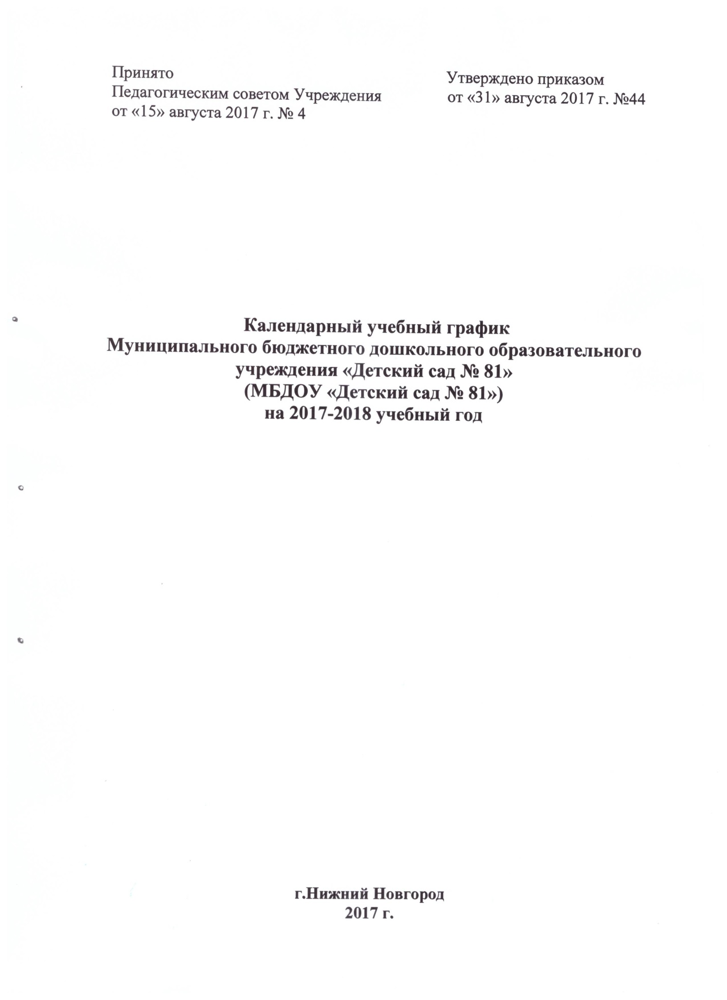 Принято
Педагогическим советом Учреждения
от «15» августа 2017 г. № 4
Утверждено приказом
от «31» августа 2017 г. №44
Календарный учебный график
Муниципального бюджетного дошкольного образовательного
учреждения «Детский сад № 81»
(МБДОУ «Детский сад № 81»)
на 2017-2018 учебный год
г.Нижний Новгород
2017 г.